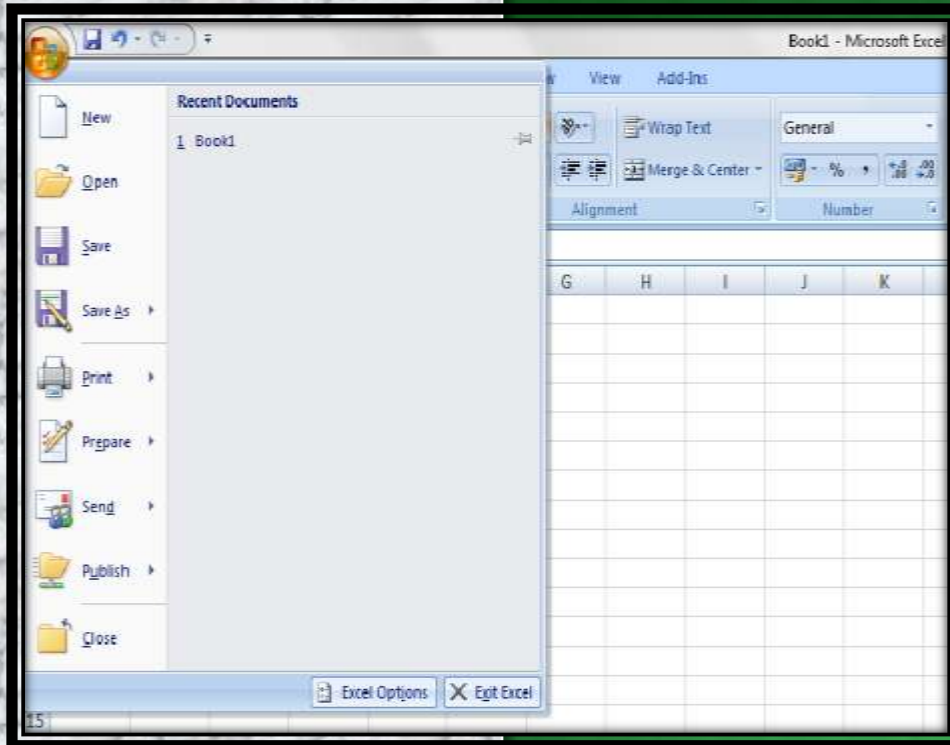 Book1 - Microsoft Excel
View Add-Ins
New
Open
Save
Save As
Print
Prepare
Send
Publish
Close
Recent Documents
1 Book1
Excel Options
Exit Excel
Wrap Text
Merge & Center
Alignment
General
% ,
Number
G H I J K
15